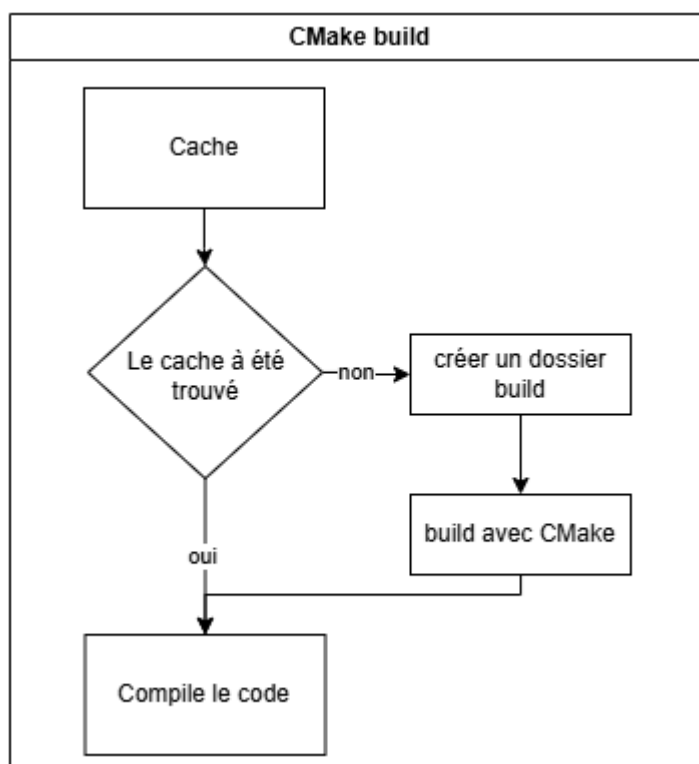 CMake build
Cache
Le cache à été
trouvé
non
créer un dossier
build
build avec CMake
oui
Compile le code